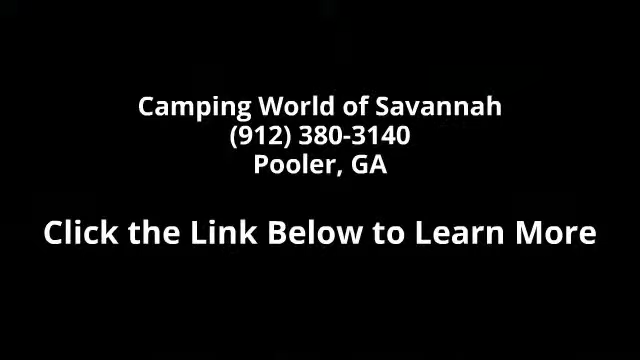 Camping World of Savannah
(912) 380-3140
Pooler, GA
Click the Link Below to Learn More